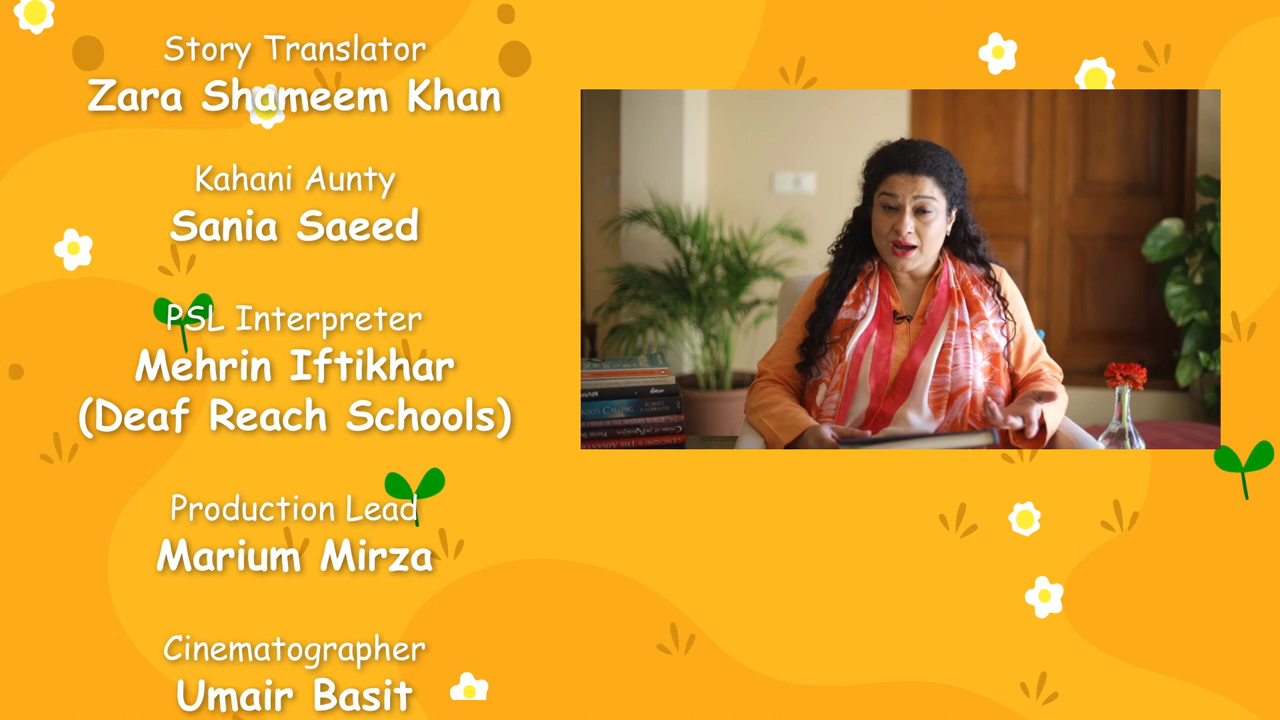 Story Translator
Zara Shameem Khan
Kahani Aunty
Sania Saeed
PSL Interpreter
Mehrin Iftikhar
(Deaf Reach Schools)
Production Lead
Marium Mirza
Cinematographer
Umair Basit